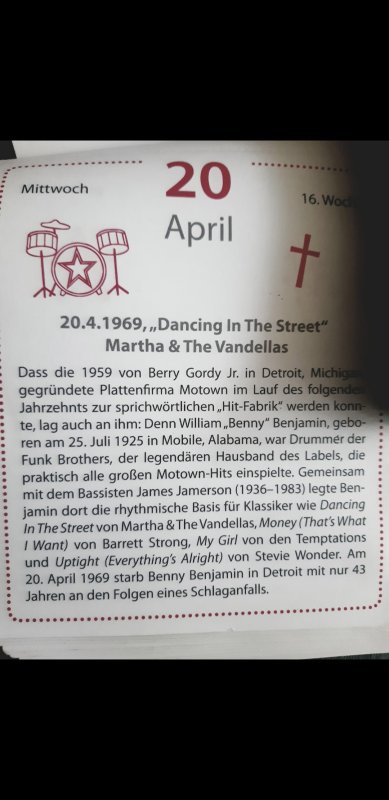 Mittwoch
20
16. Woche
April
20.4.1969, „Dancing In The Street“
Martha & The Vandellas
Dass die 1959 von Berry Gordy Jr. in Detroit, Michigan,
gegründete Plattenfirma Motown im Lauf des folgenden
Jahrzehnts zur sprichwörtlichen „Hit-Fabrik“ werden konn-
te, lag auch an ihm: Denn William „Benny“ Benjamin, gebo-
ren am 25. Juli 1925 in Mobile, Alabama, war Drummer der
Funk Brothers, der legendären Hausband des Labels, die
praktisch alle großen Motown-Hits einspielte. Gemeinsam
mit dem Bassisten James Jamerson (1936–1983) legte Ben-
jamin dort die rhythmische Basis für Klassiker wie Dancing
In The Street von Martha & The Vandellas, Money (That’s What
I Want) von Barrett Strong, My Girl von den Temptations
und Uptight (Everything’s Alright) von Stevie Wonder. Am
20. April 1969 starb Benny Benjamin in Detroit mit nur 43
Jahren an den Folgen eines Schlaganfalls.